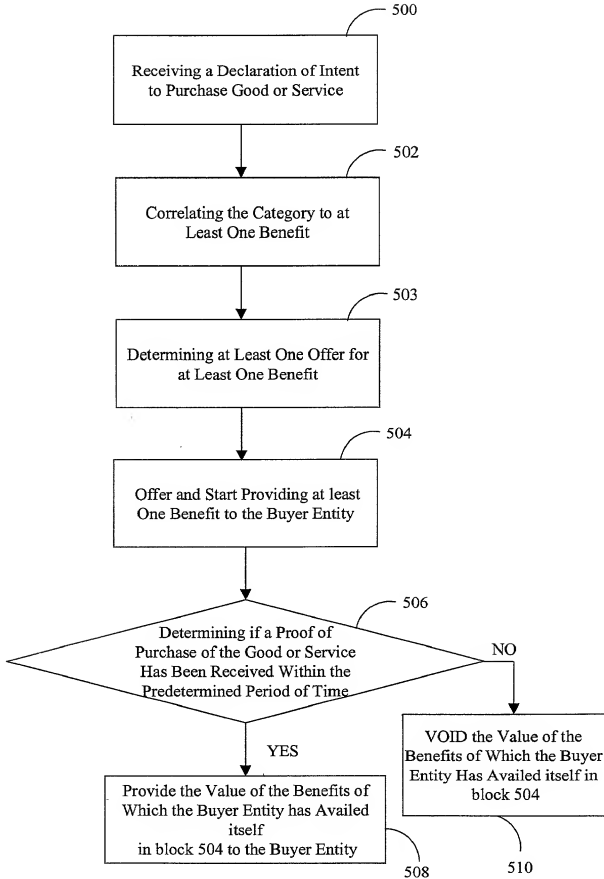 500
Receiving a Declaration of Intent
to Purchase Good or Service
502
Correlating the Category to at
Least One Benefit
503
Determining at Least One Offer for
at Least One Benefit
504
Offer and Start Providing at least
One Benefit to the Buyer Entity
506
Determining if a Proof of
Purchase of the Good or Service
Has Been Received Within the
Predetermined Period of Time
NO
VOID the Value of the
Benefits of Which the Buyer
Entity Has Availed itself in
block 504
510
YES
Provide the Value of the Benefits of
Which the Buyer Entity has Availed
itself
in block 504 to the Buyer Entity
508